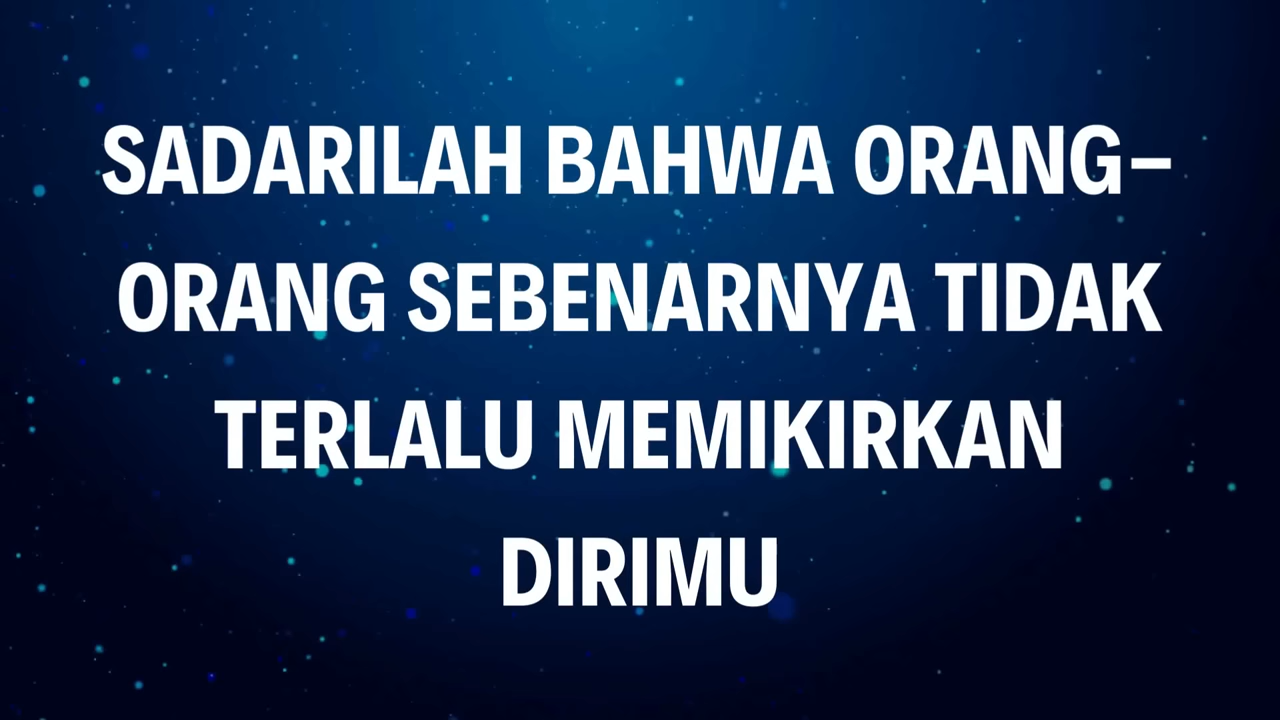 SADARILAH BAHWA ORANG-
ORANG SEBENARNYA TIDAK
TERLALU MEMIKIRKAN
DIRIMU